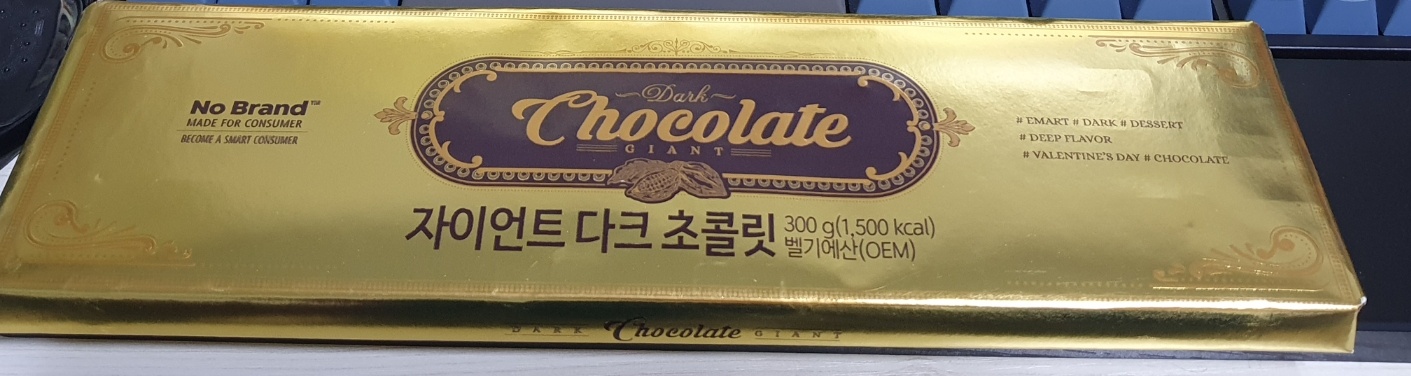 No Brand™
MADE FOR CONSUMER
BECOME A SMART CONSUMER
Dark
Chocolate
GIANT
# EMART # DARK # DESSERT
# DEEP FLAVOR
# VALENTINE'S DAY # CHOCOLATE
자이언트 다크 초콜릿
300 g(1,500 kcal)
벨기에산(OEM)
DARK Chocolate GIANT